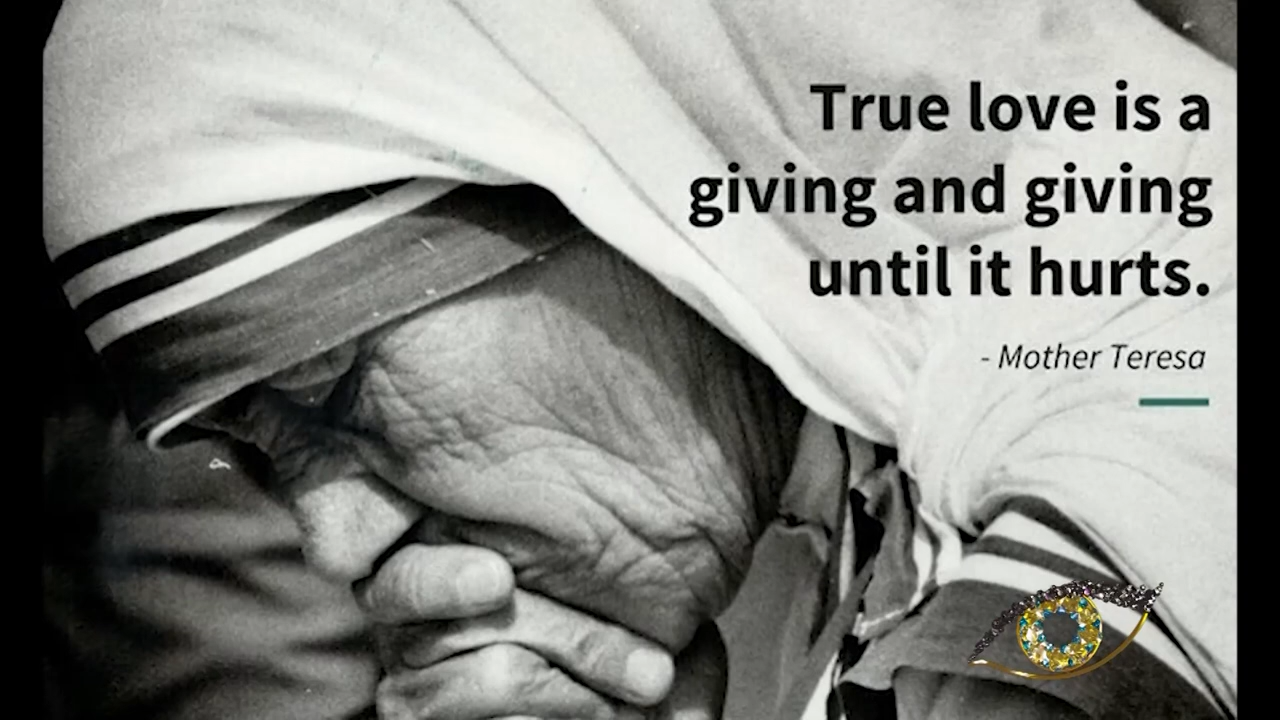 True love is a
giving and giving
until it hurts.
- Mother Teresa